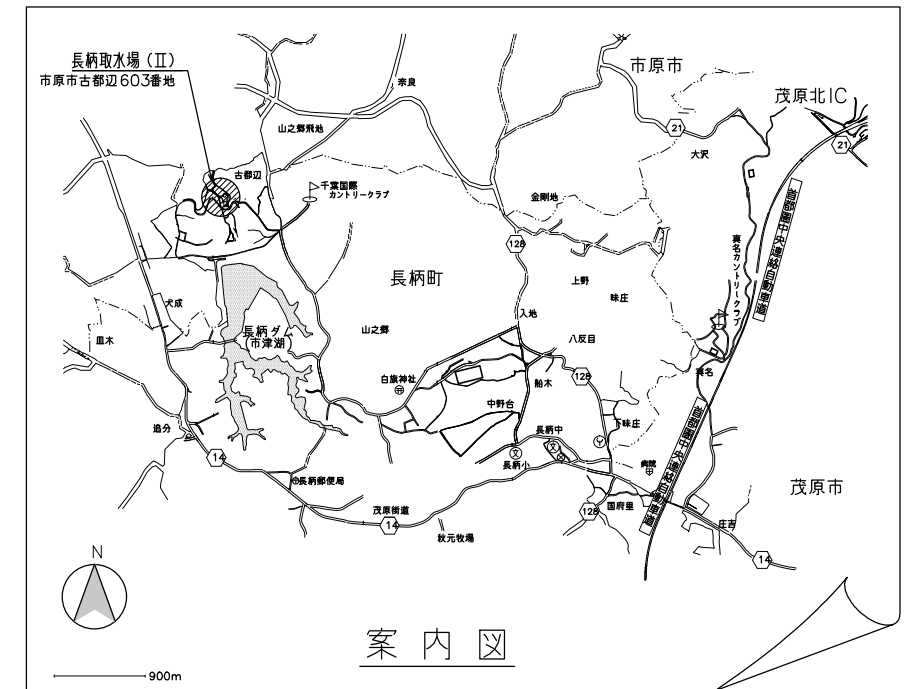 長柄取水場(Ⅱ)
市原市古都辺603番地
奈良
市原市
茂原北IC
21
21
山之郷飛地
大沢
古都辺
千葉国際
カントリークラブ
金剛地
128
首都圏中央連絡自動車道
真名カントリークラブ
長柄町
上野
味庄
犬成
入地
山之郷
長柄ダム
(市津湖)
皿木
八反目
白旗神社
船木
128
真名
中野台
下味庄
首都圏中央連絡自動車道
追分
長柄中
文
文
14
長柄小
病院
長柄郵便局
茂原市
茂原街道
国府里
14
128
庄吉
秋元牧場
14
N
案内図
900m